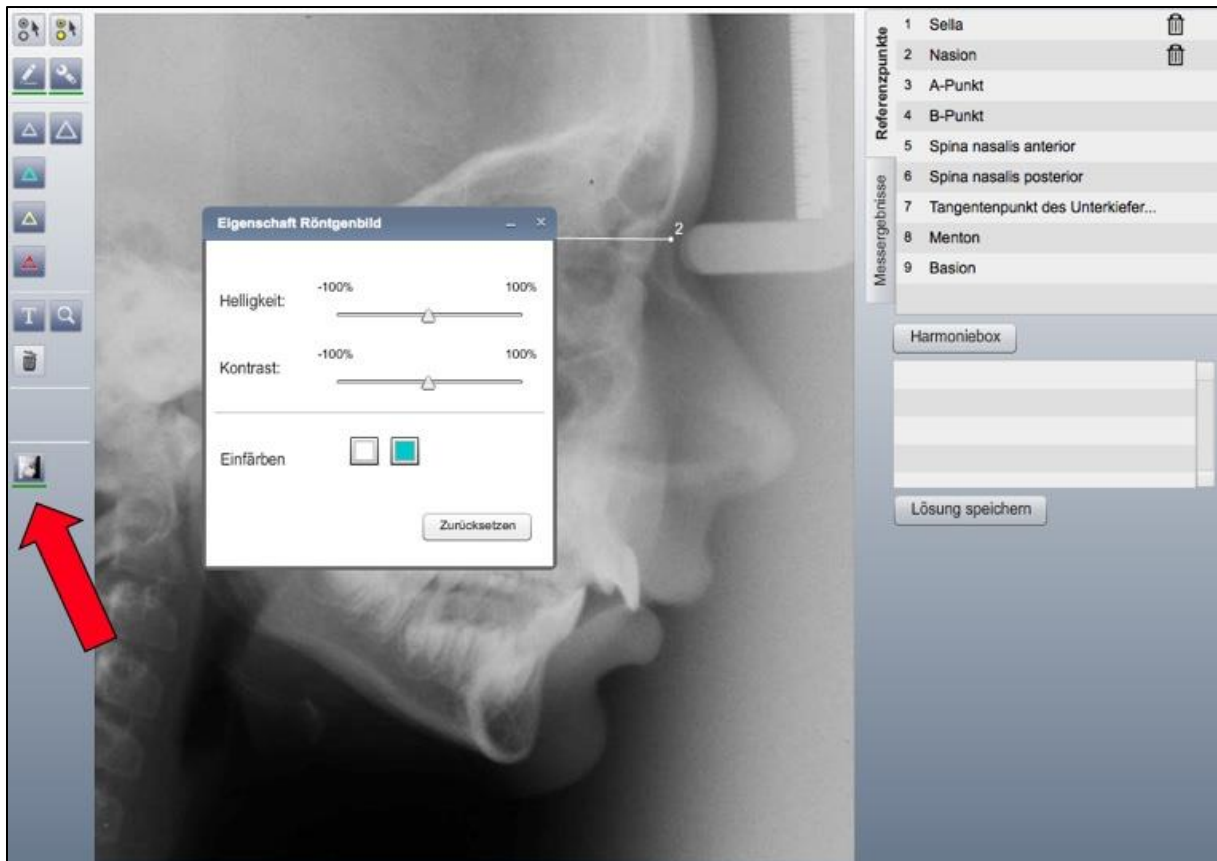 T
Eigenschaft Röntgenbild
Helligkeit:
-100% 100%
Kontrast:
-100% 100%
Einfärben
Zurücksetzen
2
Referenzpunkte
Messergebnisse
1 Sella
2 Nasion
3 A-Punkt
4 B-Punkt
5 Spina nasalis anterior
6 Spina nasalis posterior
7 Tangentenpunkt des Unterkiefer...
8 Menton
9 Basion
Harmoniebox
Lösung speichern